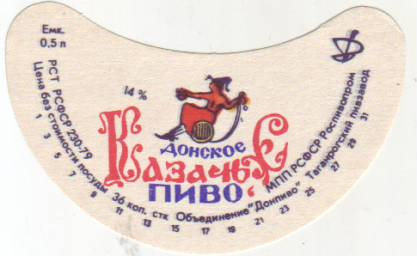 Емк.
0,5 л
14 %
ДОНСКОЕ
КАЗАЧЬЕ
ПИВО
РСТ РСФСР 230-79
Цена без стоимости посуды 36 коп. стк Объединение "Донпиво" Таганрогский пивзавод
МПП РСФСР Роспивопром
1 3 5 7 9 11 13 15 17 19 21 23 25 27 29 31